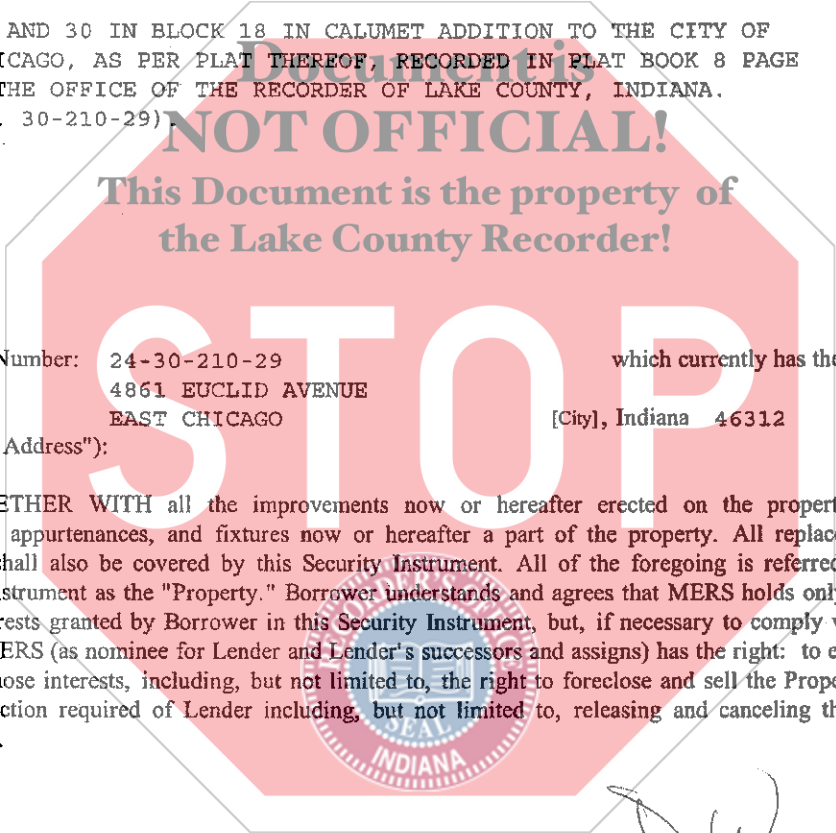 AND 30 IN BLOCK 18 IN CALUMET ADDITION TO THE CITY OF
ICAGO, AS PER PLAT THEREOF, RECORDED IN PLAT BOOK 8 PAGE
THE OFFICE OF THE RECORDER OF LAKE COUNTY, INDIANA.
30-210-29)
Document is
NOT OFFICIAL!
This Document is the property of
the Lake County Recorder!
STOP
Number: 24-30-210-29 which currently has the
4861 EUCLID AVENUE
EAST CHICAGO [City], Indiana 46312
Address"):
ETHER WITH all the improvements now or hereafter erected on the propert
appurtenances, and fixtures now or hereafter a part of the property. All replac
hall also be covered by this Security Instrument. All of the foregoing is referred
strument as the "Property." Borrower understands and agrees that MERS holds only
rests granted by Borrower in this Security Instrument, but, if necessary to comply
ERS (as nominee for Lender and Lender's successors and assigns) has the right: to e
ose interests, including, but not limited to, the right to foreclose and sell the Prope
ction required of Lender including, but not limited to, releasing and canceling th
RECORDER'S OFFICE
SEAL
INDIANA